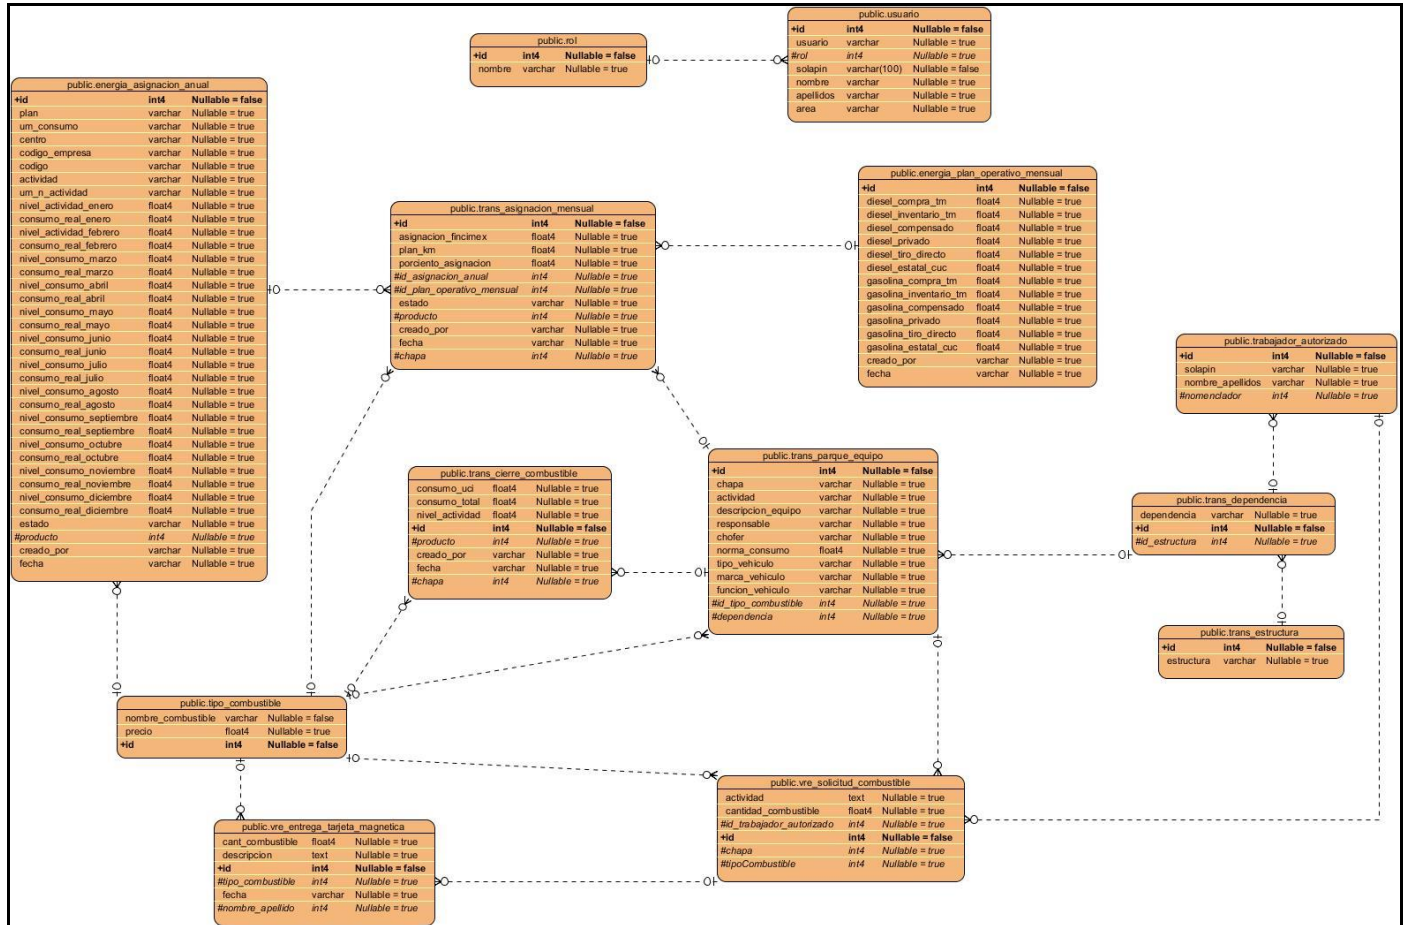 public.rol
+id int4 Nullable = false
nombre varchar Nullable = true
public.usuario
+id int4 Nullable = false
usuario varchar Nullable = true
#rol int4 Nullable = true
solapin varchar(100) Nullable = false
nombre varchar Nullable = true
apellidos varchar Nullable = true
area varchar Nullable = true
public.energia_asignacion_anual
+id int4 Nullable = false
plan varchar Nullable = true
um_consumo varchar Nullable = true
centro varchar Nullable = true
codigo_empresa varchar Nullable = true
codigo varchar Nullable = true
actividad varchar Nullable = true
um_n_actividad varchar Nullable = true
nivel_actividad_enero float4 Nullable = true
consumo_real_enero float4 Nullable = true
nivel_actividad_febrero float4 Nullable = true
consumo_real_febrero float4 Nullable = true
nivel_consumo_marzo float4 Nullable = true
consumo_real_marzo float4 Nullable = true
nivel_consumo_abril float4 Nullable = true
consumo_real_abril float4 Nullable = true
nivel_consumo_mayo float4 Nullable = true
consumo_real_mayo float4 Nullable = true
nivel_consumo_junio float4 Nullable = true
consumo_real_junio float4 Nullable = true
nivel_consumo_julio float4 Nullable = true
consumo_real_julio float4 Nullable = true
nivel_consumo_agosto float4 Nullable = true
consumo_real_agosto float4 Nullable = true
nivel_consumo_septiembre float4 Nullable = true
consumo_real_septiembre float4 Nullable = true
nivel_consumo_octubre float4 Nullable = true
consumo_real_octubre float4 Nullable = true
nivel_consumo_noviembre float4 Nullable = true
consumo_real_noviembre float4 Nullable = true
nivel_consumo_diciembre float4 Nullable = true
consumo_real_diciembre float4 Nullable = true
estado varchar Nullable = true
#producto int4 Nullable = true
creado_por varchar Nullable = true
fecha varchar Nullable = true
public.trans_asignacion_mensual
+id int4 Nullable = false
asignacion_fincimex float4 Nullable = true
plan_km float4 Nullable = true
porciento_asignacion float4 Nullable = true
#id_asignacion_anual int4 Nullable = true
#id_plan_operativo_mensual int4 Nullable = true
estado varchar Nullable = true
#producto int4 Nullable = true
creado_por varchar Nullable = true
fecha varchar Nullable = true
#chapa int4 Nullable = true
public.energia_plan_operativo_mensual
+id int4 Nullable = false
diesel_compra_tm float4 Nullable = true
diesel_inventario_tm float4 Nullable = true
diesel_compensado float4 Nullable = true
diesel_privado float4 Nullable = true
diesel_tiro_directo float4 Nullable = true
diesel_estatal_cuc float4 Nullable = true
gasolina_compra_tm float4 Nullable = true
gasolina_inventario_tm float4 Nullable = true
gasolina_compensado float4 Nullable = true
gasolina_privado float4 Nullable = true
gasolina_tiro_directo float4 Nullable = true
gasolina_estatal_cuc float4 Nullable = true
creado_por varchar Nullable = true
fecha varchar Nullable = true
public.trabajador_autorizado
+id int4 Nullable = false
solapin varchar Nullable = true
nombre_apellidos varchar Nullable = true
#nomenclador int4 Nullable = true
public.trans_cierre_combustible
consumo_uci float4 Nullable = true
consumo_total float4 Nullable = true
nivel_actividad float4 Nullable = true
+id int4 Nullable = false
#producto int4 Nullable = true
creado_por varchar Nullable = true
fecha varchar Nullable = true
#chapa int4 Nullable = true
public.trans_parque_equipo
+id int4 Nullable = false
chapa varchar Nullable = true
actividad varchar Nullable = true
descripcion_equipo varchar Nullable = true
responsable varchar Nullable = true
chofer varchar Nullable = true
norma_consumo float4 Nullable = true
tipo_vehiculo varchar Nullable = true
marca_vehiculo varchar Nullable = true
funcion_vehiculo varchar Nullable = true
#id_tipo_combustible int4 Nullable = true
#dependencia int4 Nullable = true
public.trans_dependencia
dependencia varchar Nullable = true
+id int4 Nullable = false
#id_estructura int4 Nullable = true
public.trans_estructura
+id int4 Nullable = false
estructura varchar Nullable = true
public.tipo_combustible
nombre_combustible varchar Nullable = false
precio float4 Nullable = true
+id int4 Nullable = false
public.vre_solicitud_combustible
actividad text Nullable = true
cantidad_combustible float4 Nullable = true
#id_trabajador_autorizado int4 Nullable = true
+id int4 Nullable = false
#chapa int4 Nullable = true
#tipoCombustible int4 Nullable = true
public.vre_entrega_tarjeta_magnetica
cant_combustible float4 Nullable = true
descripcion text Nullable = true
+id int4 Nullable = false
#tipo_combustible int4 Nullable = true
fecha varchar Nullable = true
#nombre_apellido int4 Nullable = true